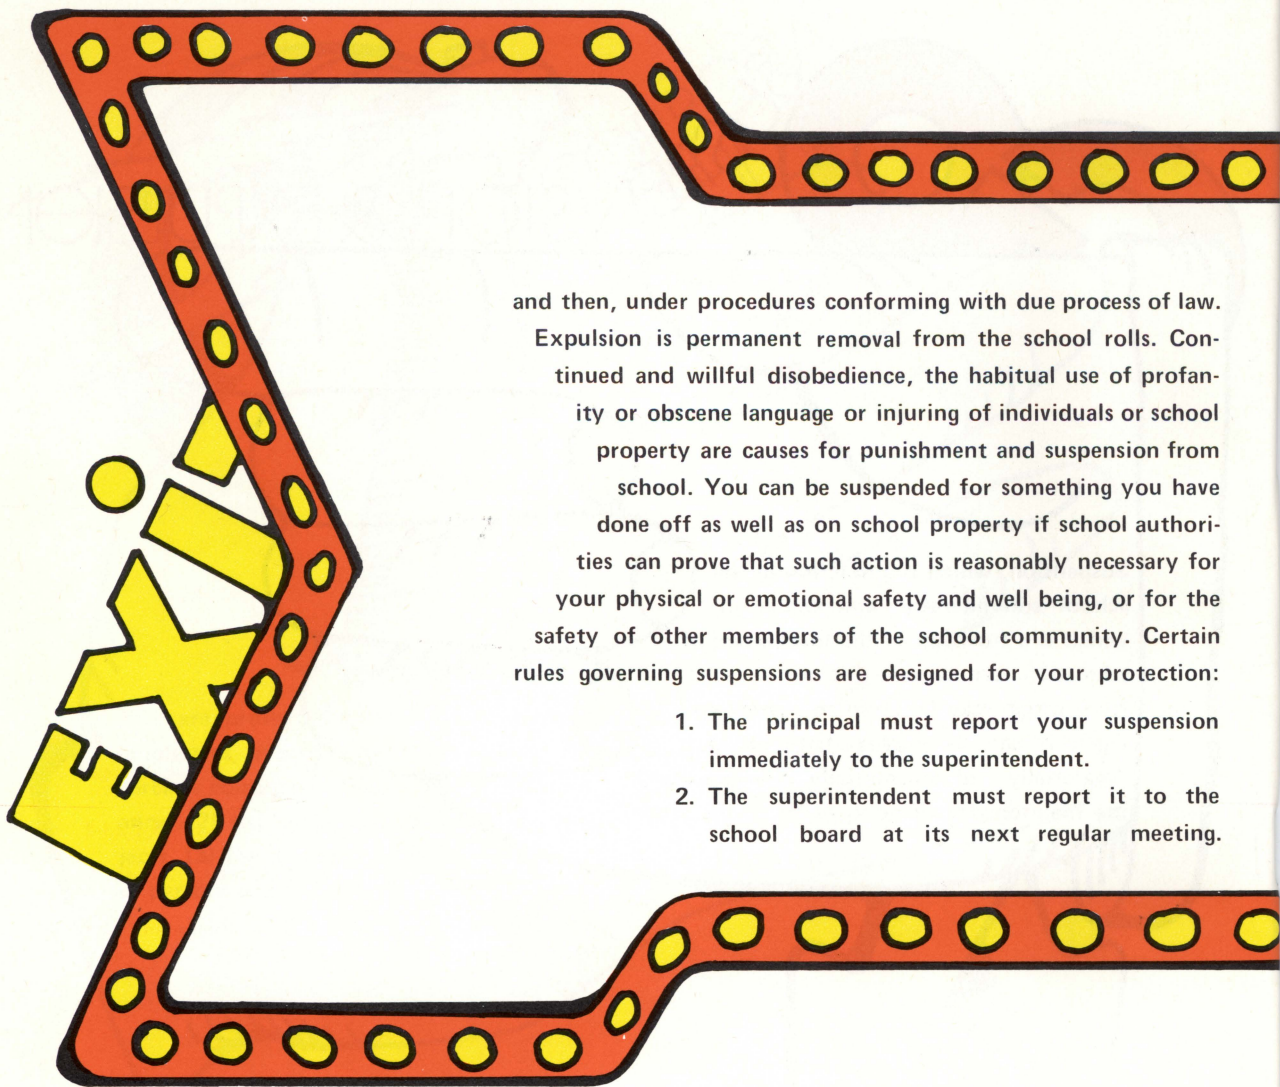 EXIT
and then, under procedures conforming with due process of law.
Expulsion is permanent removal from the school rolls. Con-
tinued and willful disobedience, the habitual use of profan-
ity or obscene language or injuring of individuals or school
property are causes for punishment and suspension from
school. You can be suspended for something you have
done off as well as on school property if school authori-
ties can prove that such action is reasonably necessary for
your physical or emotional safety and well being, or for the
safety of other members of the school community. Certain
rules governing suspensions are designed for your protection:
1. The principal must report your suspension
immediately to the superintendent.
2. The superintendent must report it to the
school board at its next regular meeting.